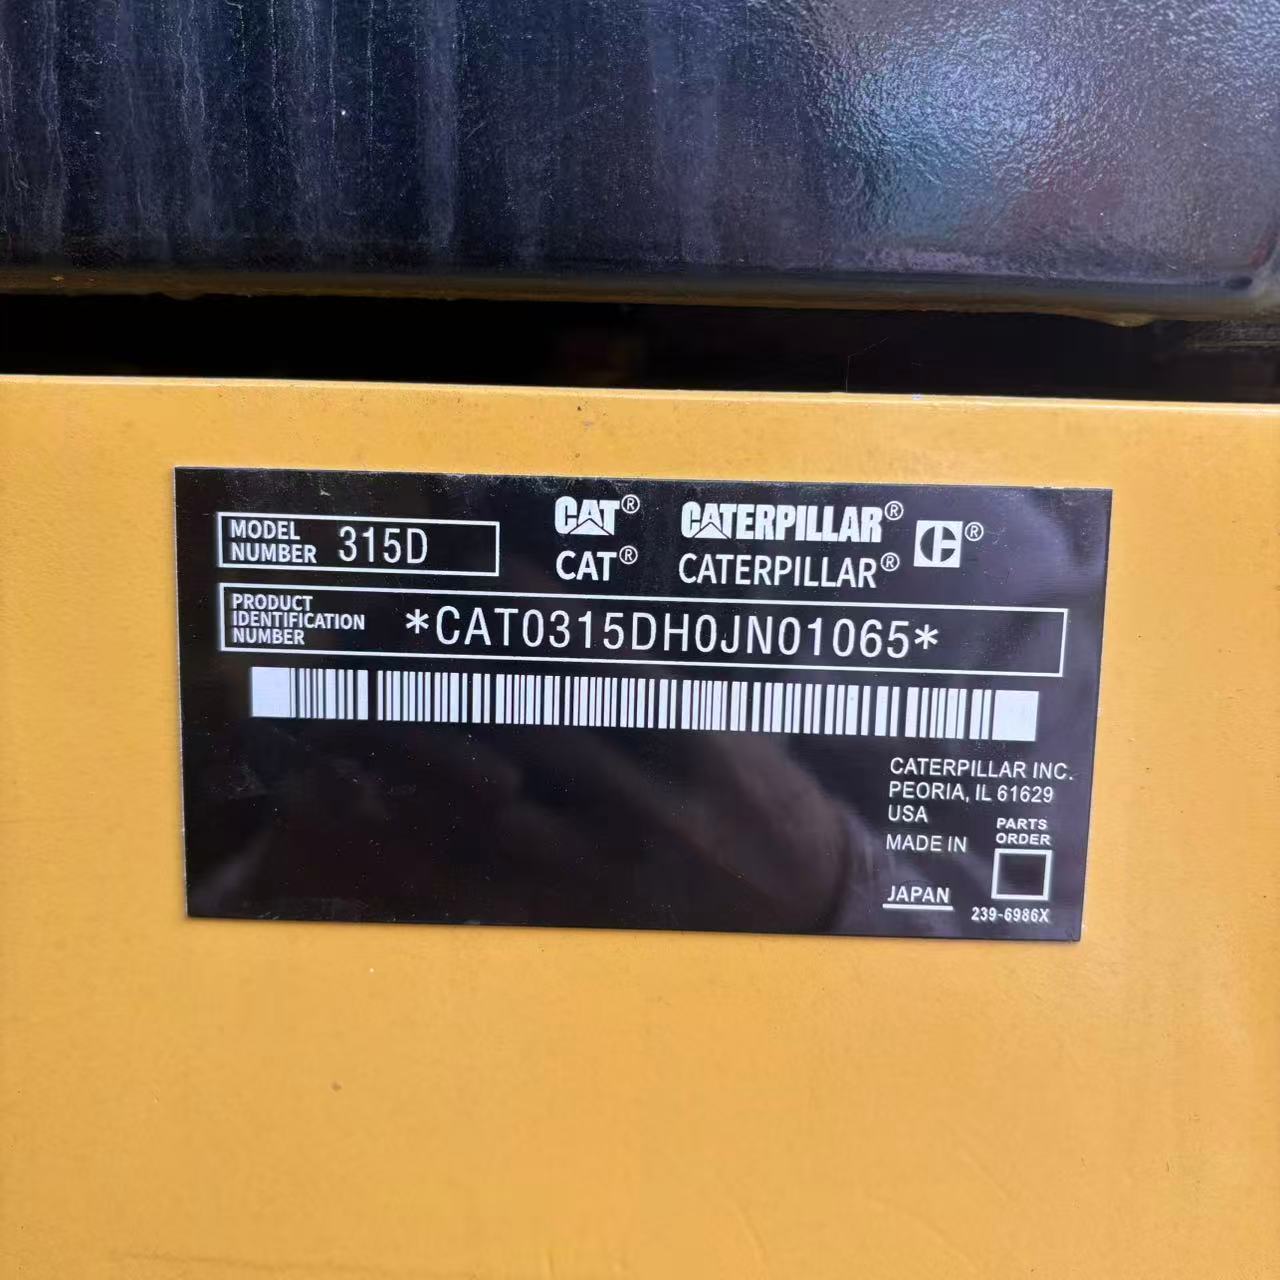 MODEL NUMBER 315D
CAT® CATERPILLAR® C®
CAT® CATERPILLAR®
PRODUCT
IDENTIFICATION
NUMBER
*CAT0315DH0JN01065*
CATERPILLAR INC.
PEORIA, IL 61629
USA
MADE IN
JAPAN
PARTS
ORDER
239-6986X